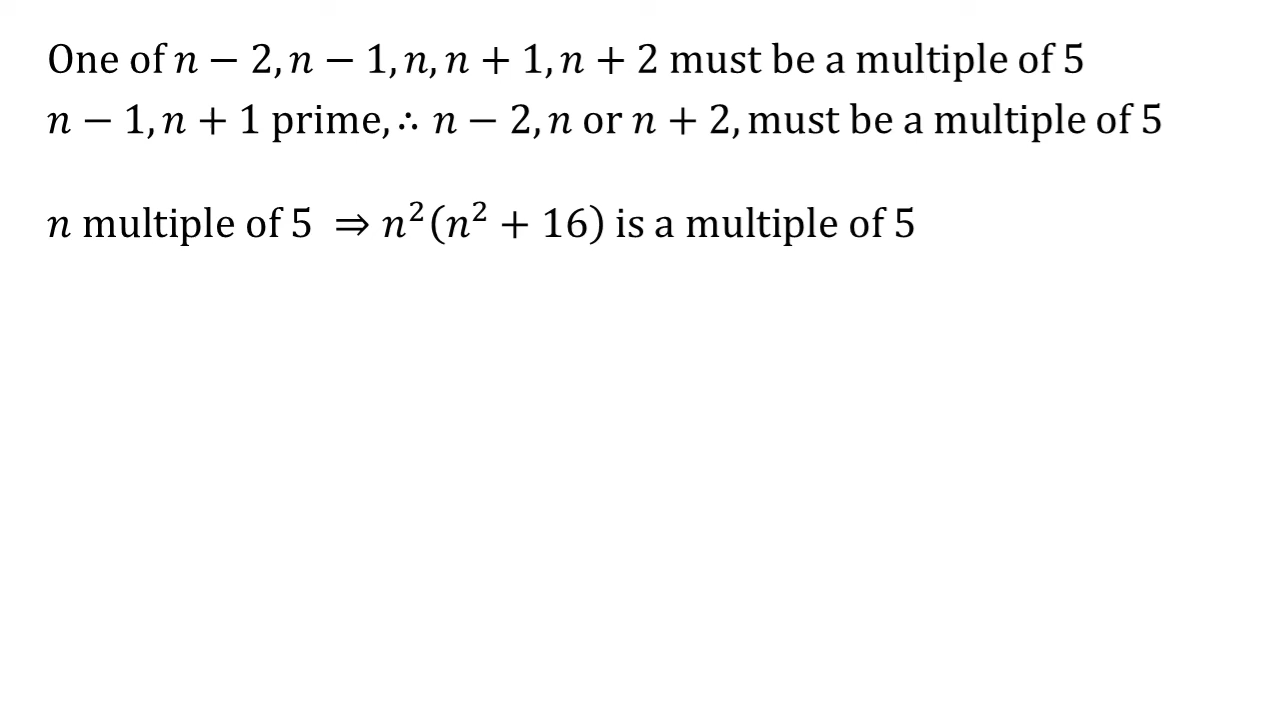 One of n − 2, n − 1, n, n + 1, n + 2 must be a multiple of 5
n − 1, n + 1 prime, ∴ n − 2, n or n + 2, must be a multiple of 5
n multiple of 5 ⇒ n²(n² + 16) is a multiple of 5